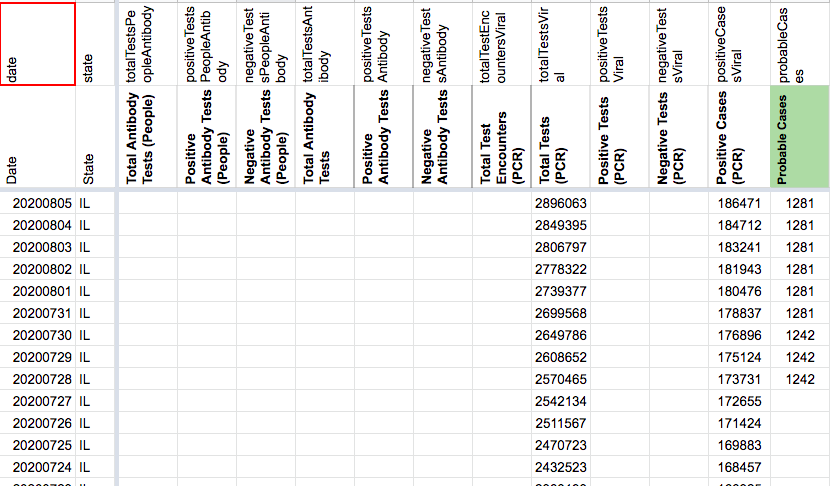 date state totalTestsPeopleAntibody positiveTestsPeopleAntibody negativeTestsPeopleAntibody totalTestsAntibody positiveTestsAntibody negativeTestsAntibody totalTestEncountersViral totalTestsViral positiveTestsViral negativeTestsViral positiveCasesViral probableCases
Date State Total Antibody Tests (People) Positive Antibody Tests (People) Negative Antibody Tests (People) Total Antibody Tests Positive Antibody Tests Negative Antibody Tests Total Test Encounters (PCR) Total Tests (PCR) Positive Tests (PCR) Negative Tests (PCR) Positive Cases (PCR) Probable Cases
20200805 IL 2896063 186471 1281
20200804 IL 2849395 184712 1281
20200803 IL 2806797 183241 1281
20200802 IL 2778322 181943 1281
20200801 IL 2739377 180476 1281
20200731 IL 2699568 178837 1281
20200730 IL 2649786 176896 1242
20200729 IL 2608652 175124 1242
20200728 IL 2570465 173731 1242
20200727 IL 2542134 172655
20200726 IL 2511567 171424
20200725 IL 2470723 169883
20200724 IL 2432523 168457